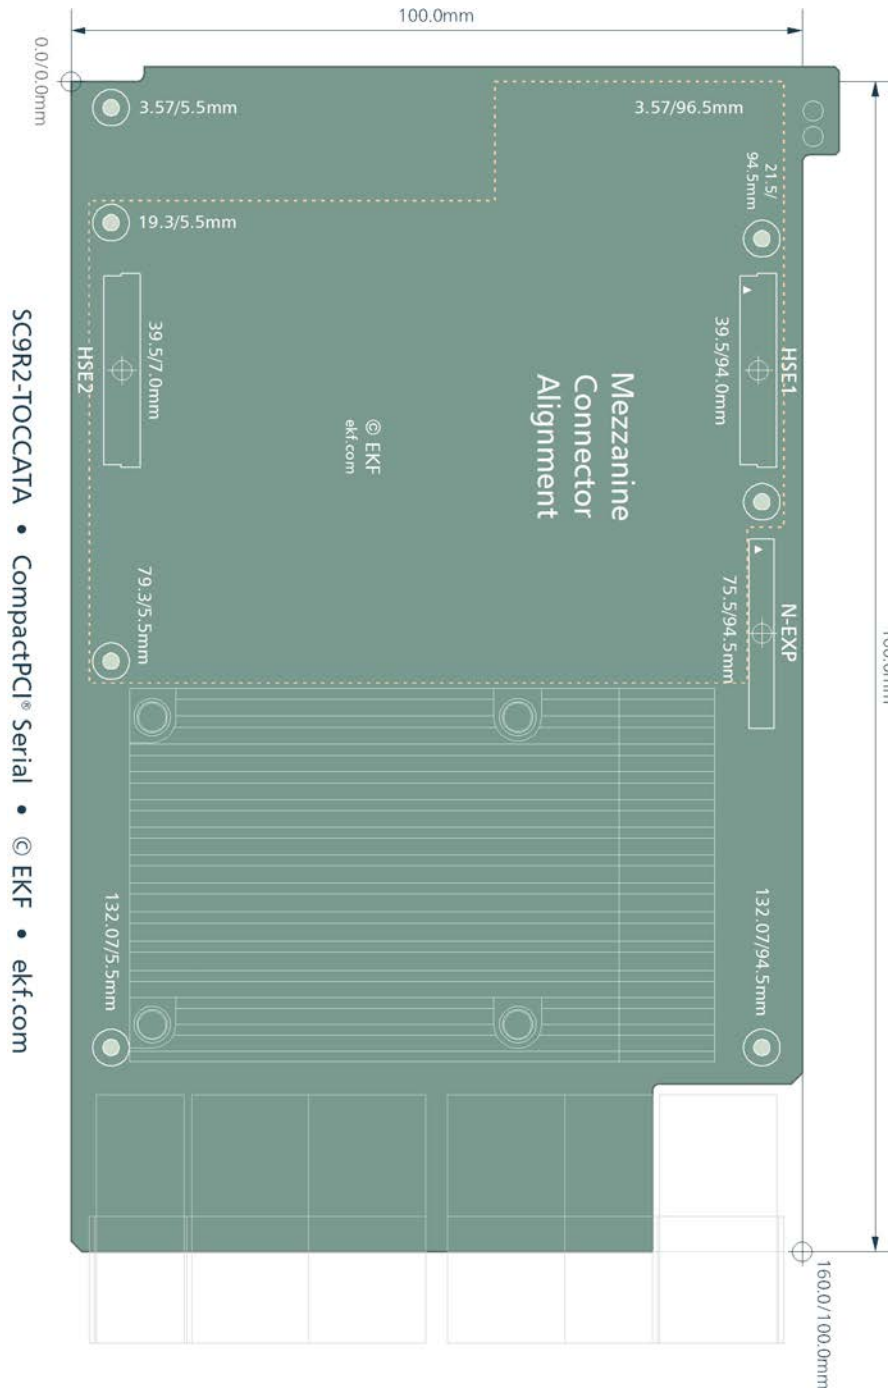 100.0mm
0.0/0.0mm
3.57/5.5mm
3.57/96.5mm
21.5/
94.5mm
19.3/5.5mm
39.5/7.0mm
HSE2
39.5/94.0mm
HSE1
Mezzanine
Connector
Alignment
© EKF
ekf.com
79.3/5.5mm
75.5/94.5mm
N-EXP
132.07/5.5mm
132.07/94.5mm
160.0/100.0mm
SC9R2-TOCCATA • CompactPCI® Serial • © EKF • ekf.com